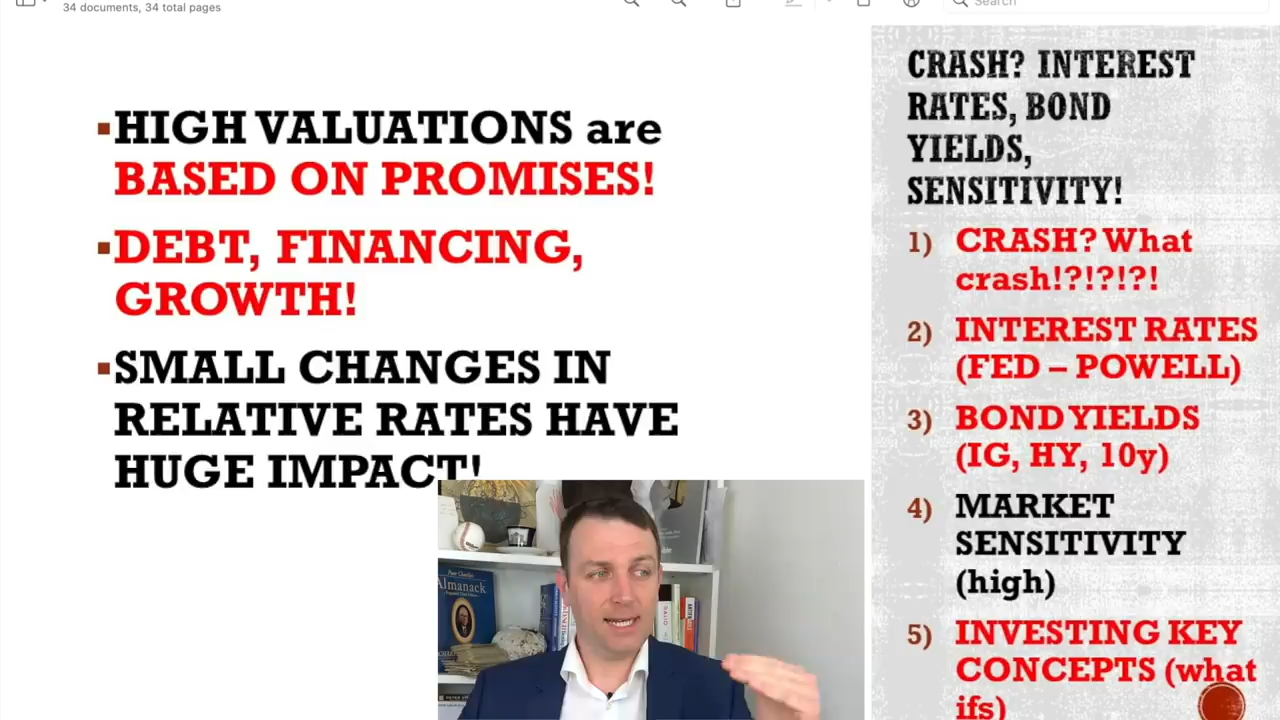 34 documents, 34 total pages
Search
▪HIGH VALUATIONS are
BASED ON PROMISES!
▪DEBT, FINANCING,
GROWTH!
▪SMALL CHANGES IN
RELATIVE RATES HAVE
HUGE IMPACT!
CRASH? INTEREST
RATES, BOND
YIELDS,
SENSITIVITY!
1) CRASH? What
crash!?!?!?!
2) INTEREST RATES
(FED – POWELL)
3) BOND YIELDS
(IG, HY, 10y)
4) MARKET
SENSITIVITY
(high)
5) INVESTING KEY
CONCEPTS (what
ifs)
Almanack